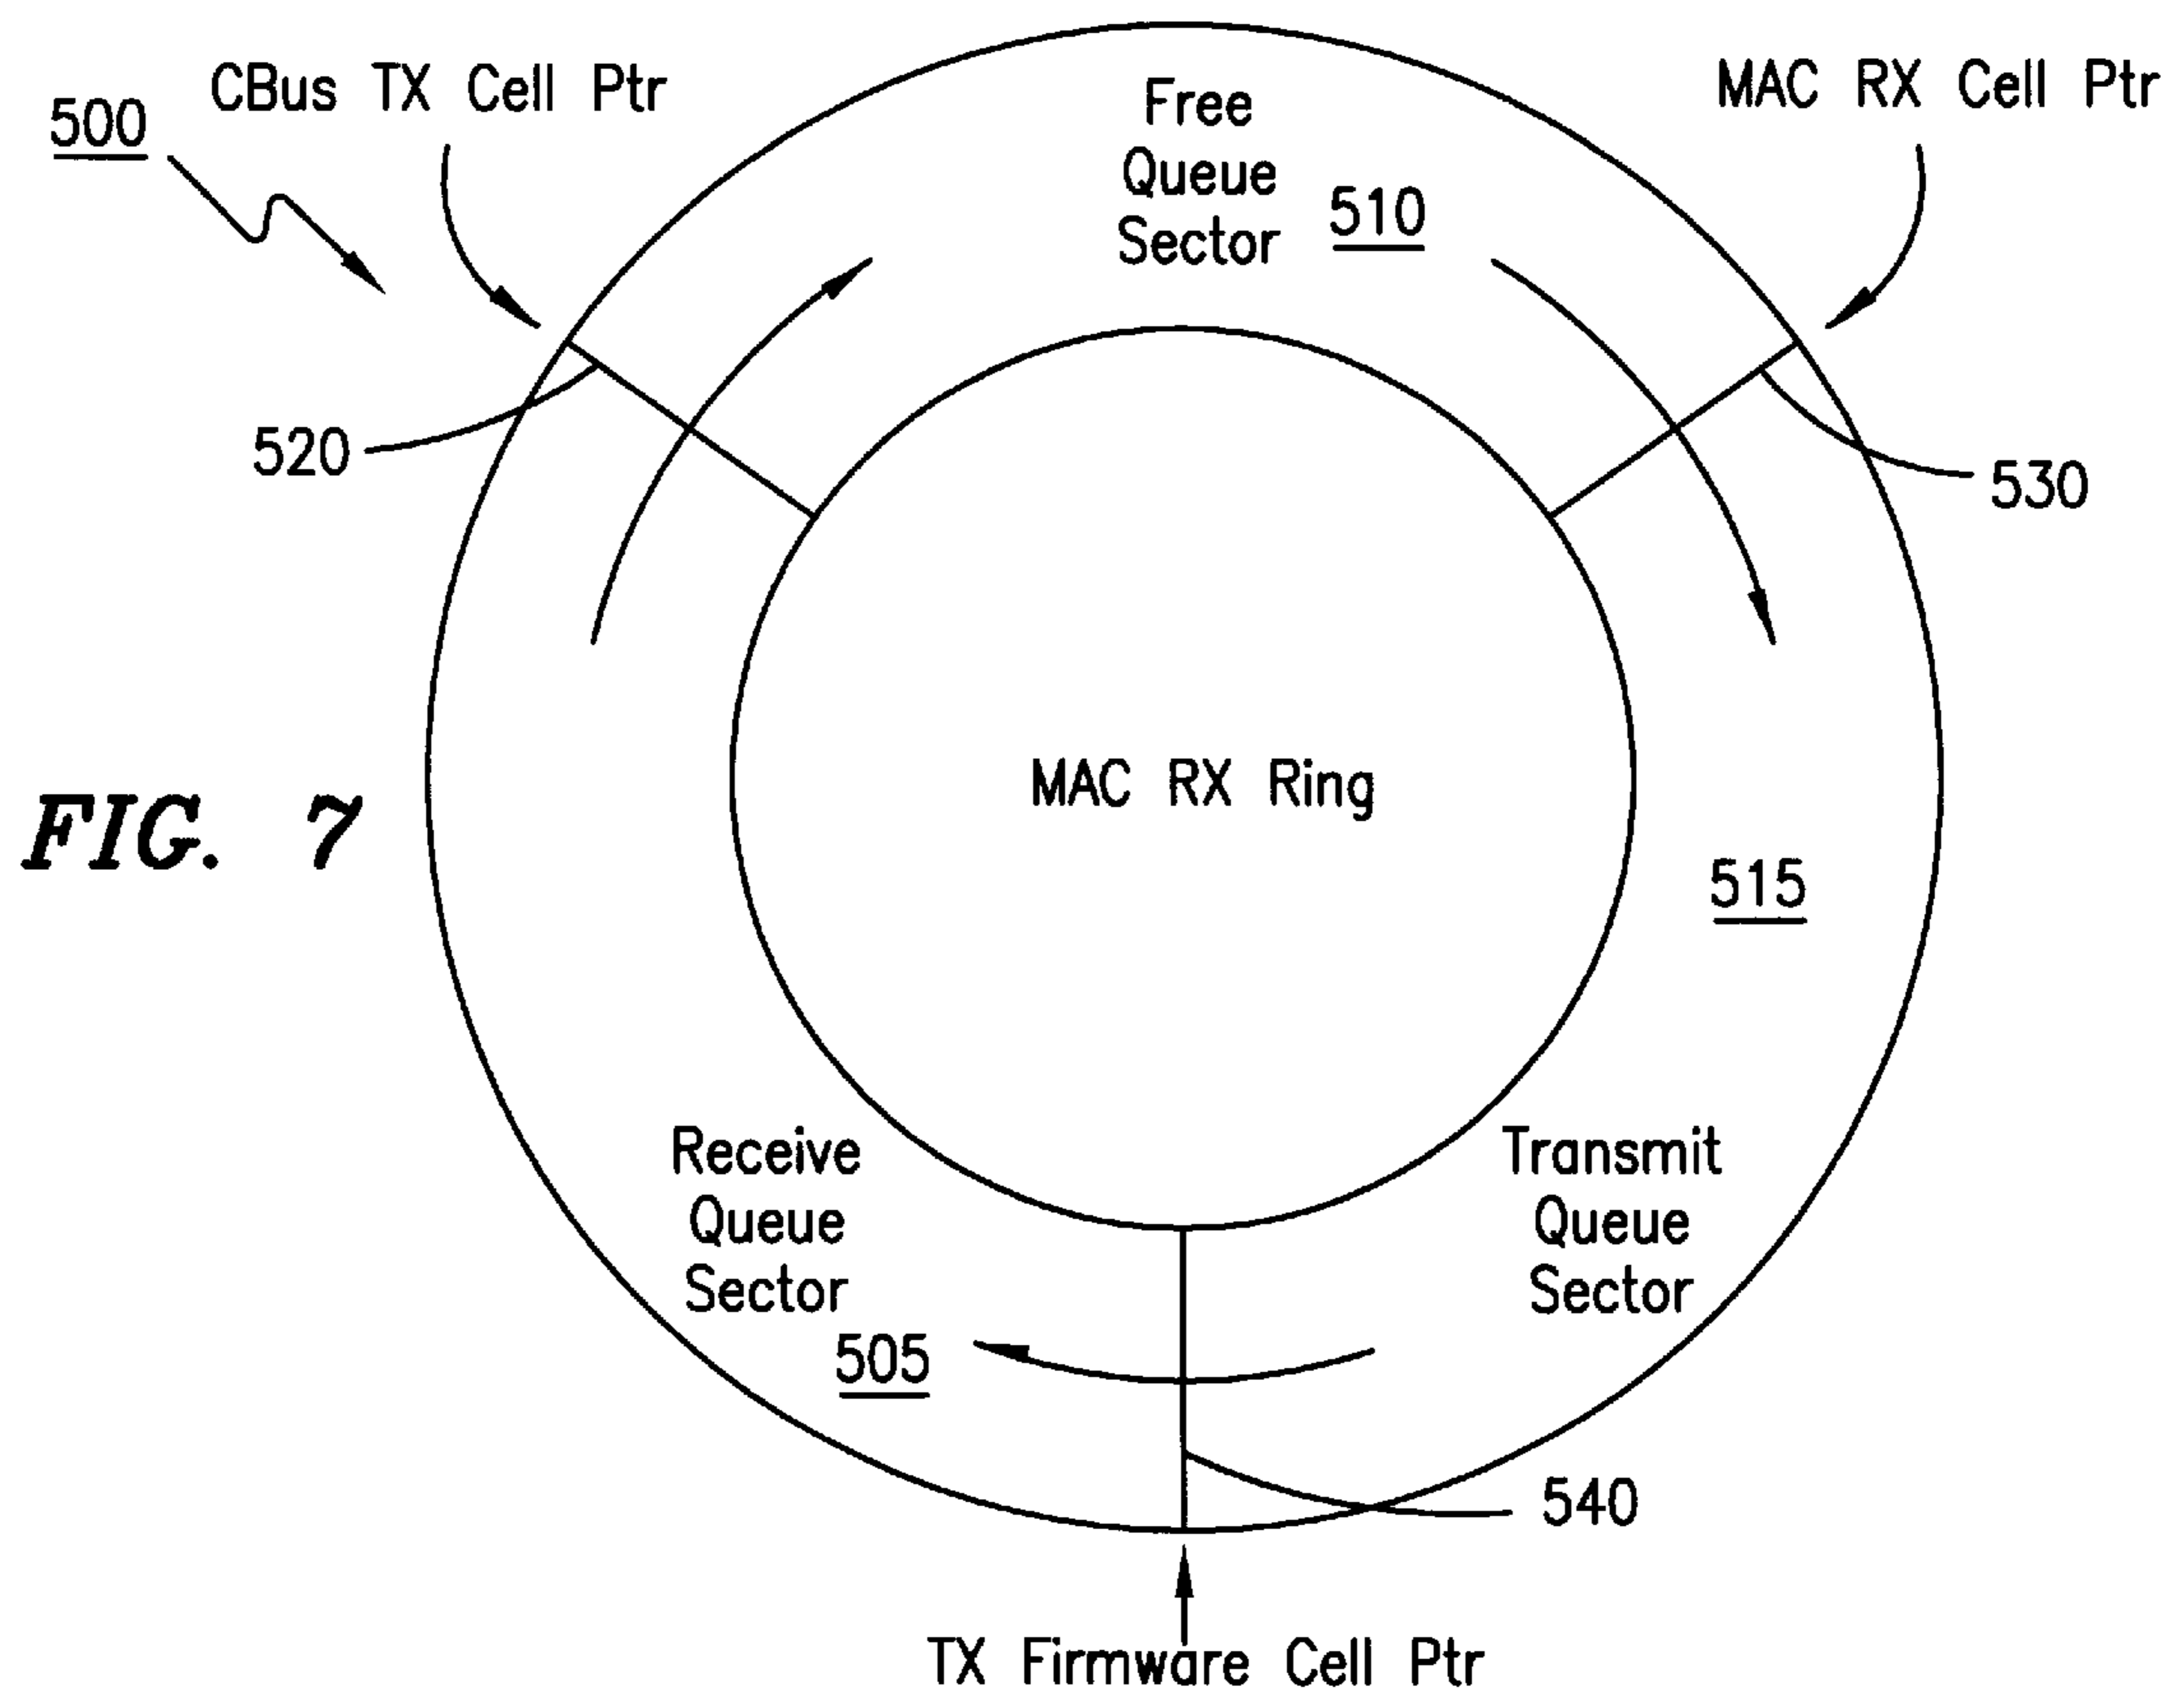 CBus TX Cell Ptr
MAC RX Cell Ptr
500
Free
Queue
Sector
510
520
530
MAC RX Ring
FIG. 7
515
Receive
Queue
Sector
505
Transmit
Queue
Sector
540
TX Firmware Cell Ptr